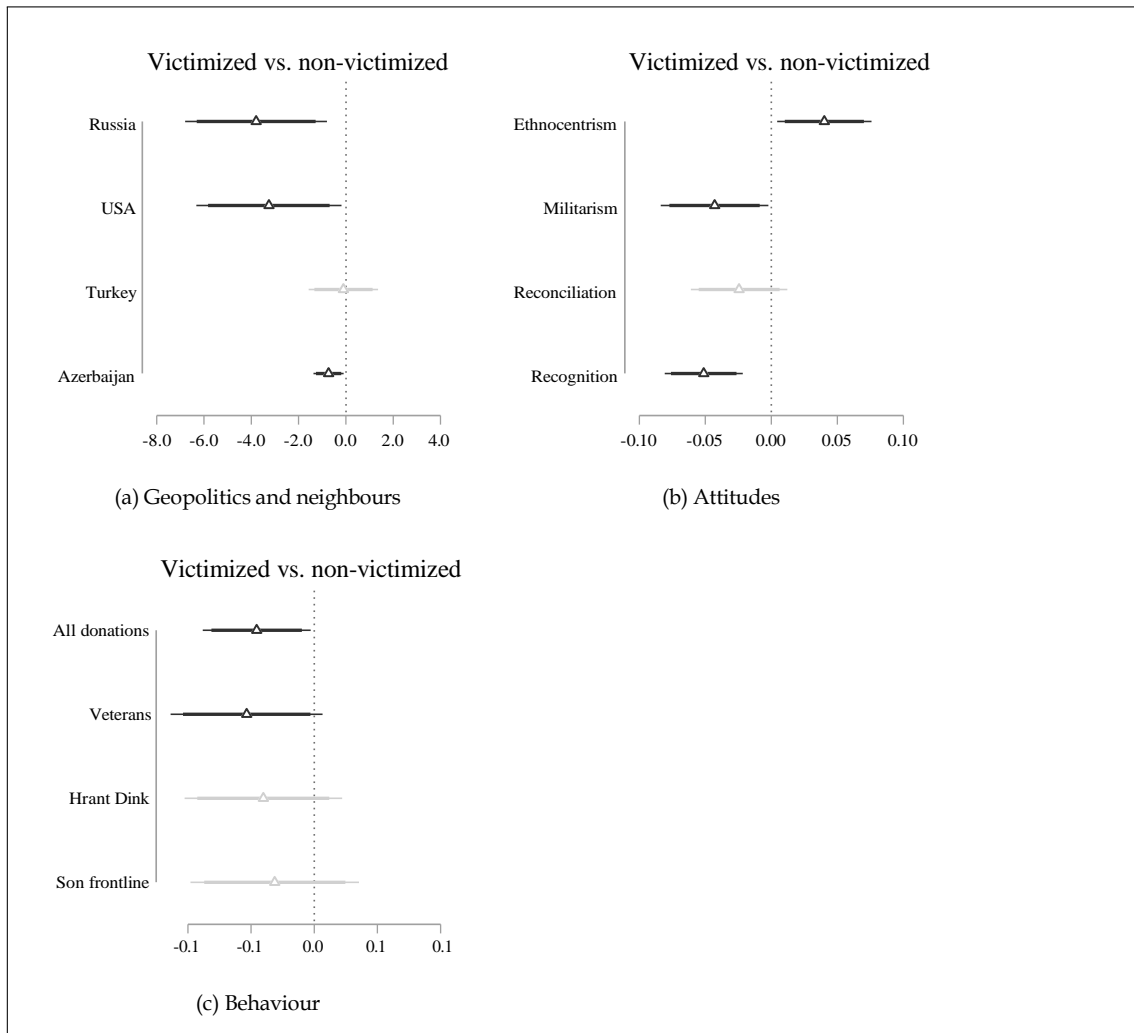 Victimized vs. non-victimized
Russia
USA
Turkey
Azerbaijan
-8.0 -6.0 -4.0 -2.0 0.0 2.0 4.0
(a) Geopolitics and neighbours
Victimized vs. non-victimized
Ethnocentrism
Militarism
Reconciliation
Recognition
-0.10 -0.05 0.00 0.05 0.10
(b) Attitudes
Victimized vs. non-victimized
All donations
Veterans
Hrant Dink
Son frontline
-0.1 -0.1 0.0 0.1 0.1
(c) Behaviour